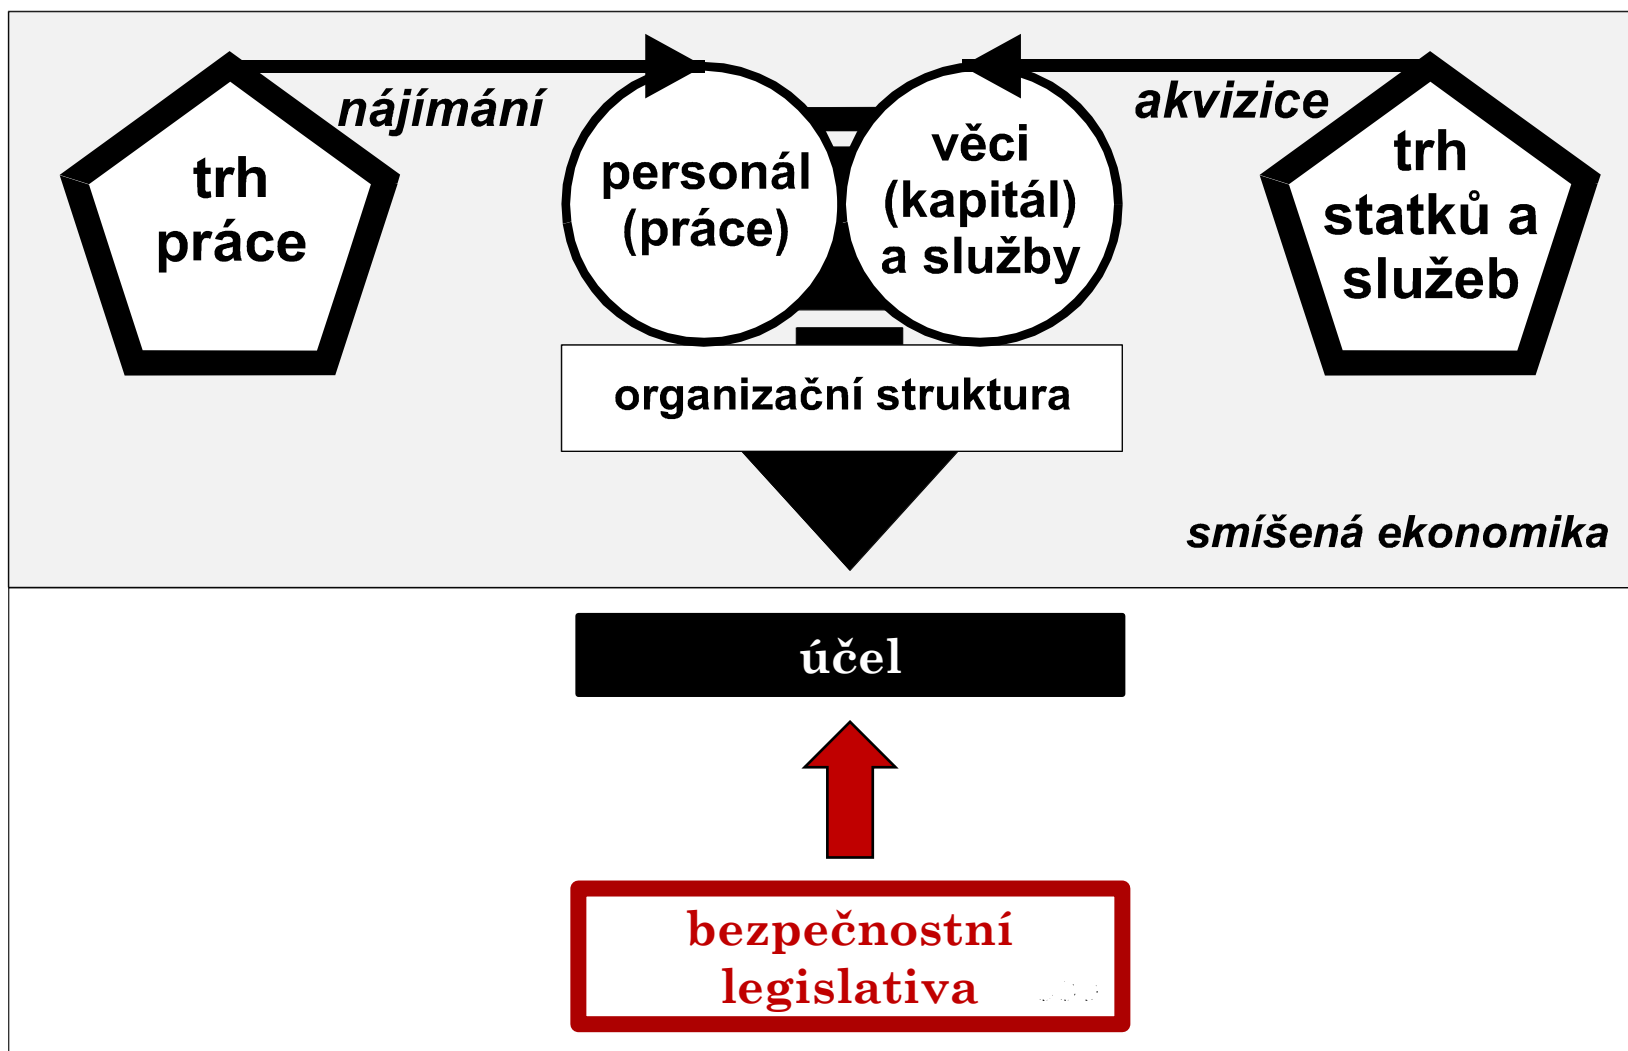 nájímání
akvizice
trh
práce
personál
(práce)
věci
(kapitál)
a služby
trh
statků a
služeb
organizační struktura
smíšená ekonomika
účel
bezpečnostní
legislativa